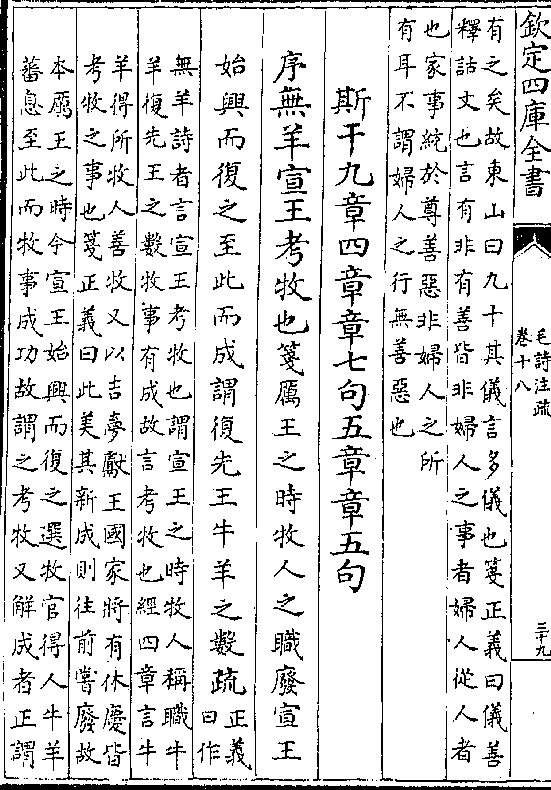 欽定四庫全書
毛詩注疏
卷十八
三十九
有之矣故東山曰九十其儀言多儀也箋正義曰儀善
釋詁文也言有非有善皆非婦人之事者婦人從人者
也家事統於尊善惡非婦人之所
有耳不謂婦人之行無善惡也
斯干九章四章章七句五章章五句
序無羊宣王考牧也箋厲王之時牧人之職廢宣王
始興而復之至此而成謂復先王牛羊之數疏正義
曰作
無羊詩者言宣王考牧也謂宣王之時牧人稱職牛
羊復先王之數牧事有成故言考牧也經四章言牛
羊得所牧人善牧又以吉夢獻王國家將有休慶皆
考牧之事也箋正義曰此美其新成則往前嘗廢故
本厲王之時今宣王始興而復之選牧官得人牛羊
蕃息至此而牧事成功故謂之考牧又解成者正謂